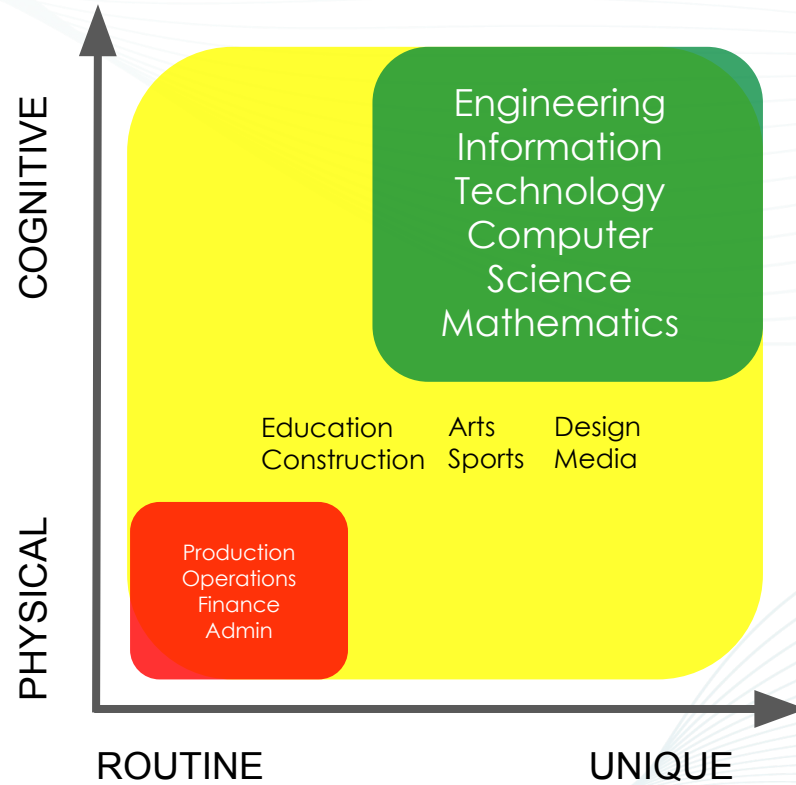 COGNITIVE
Engineering
Information
Technology
Computer
Science
Mathematics
Education Arts Design
Construction Sports Media
PHYSICAL
Production
Operations
Finance
Admin
ROUTINE UNIQUE